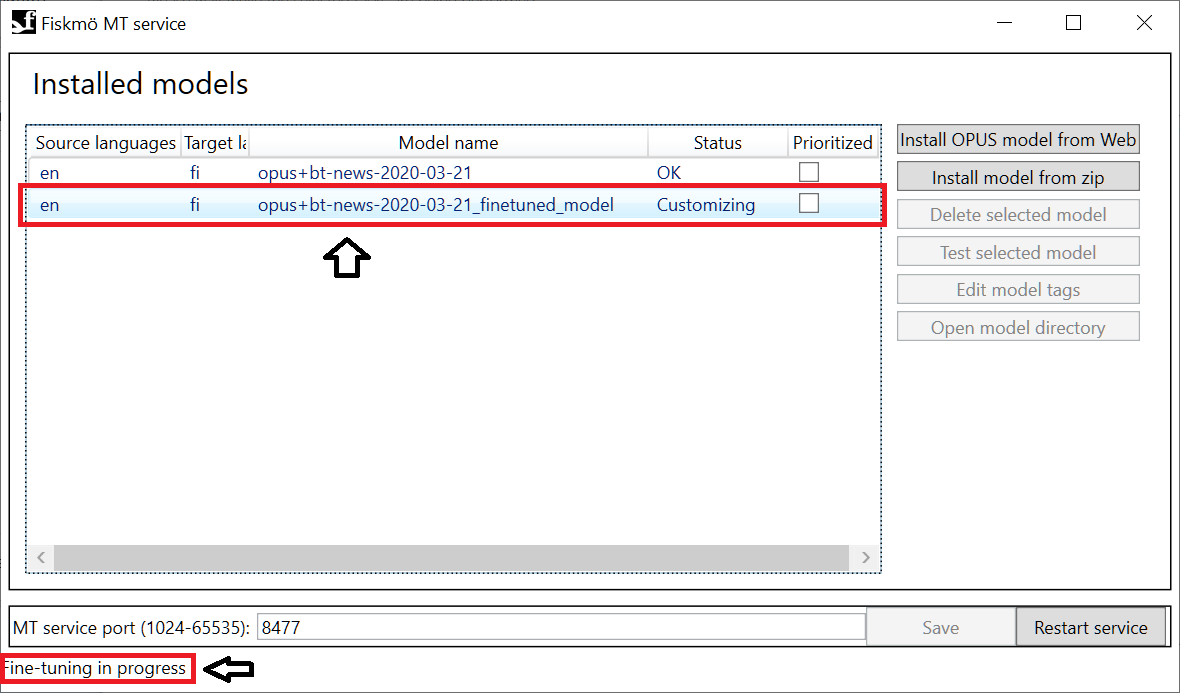 Fiskmö MT service
Installed models
Source languages Target la Model name Status Prioritized
en fi opus+bt-news-2020-03-21 OK
en fi opus+bt-news-2020-03-21_finetuned_model Customizing
Install OPUS model from Web
Install model from zip
Delete selected model
Test selected model
Edit model tags
Open model directory
MT service port (1024-65535): 8477 Save Restart service
Fine-tuning in progress